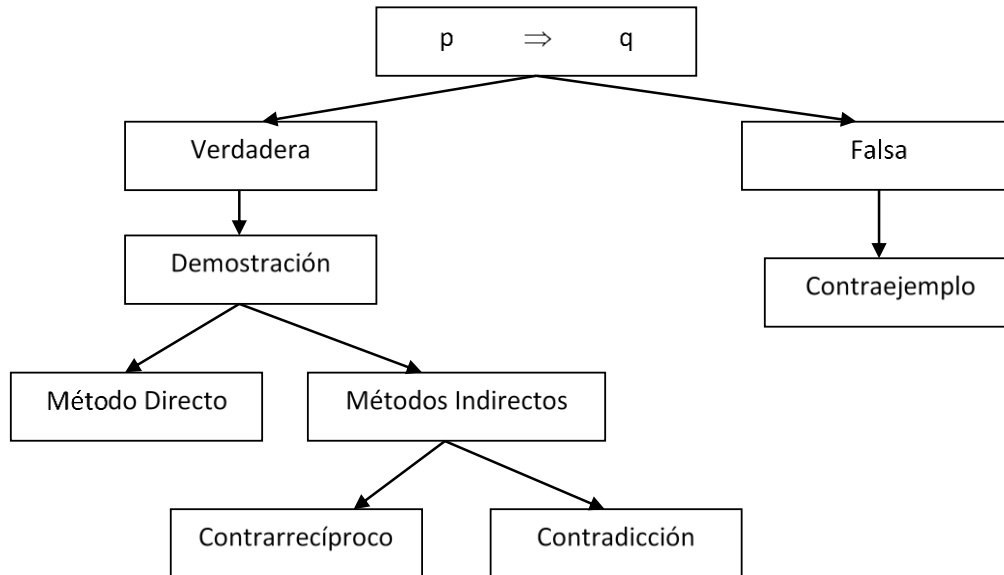 p ⇒ q
Verdadera
Falsa
Demostración
Contraejemplo
Método Directo
Métodos Indirectos
Contrarrecíproco
Contradicción